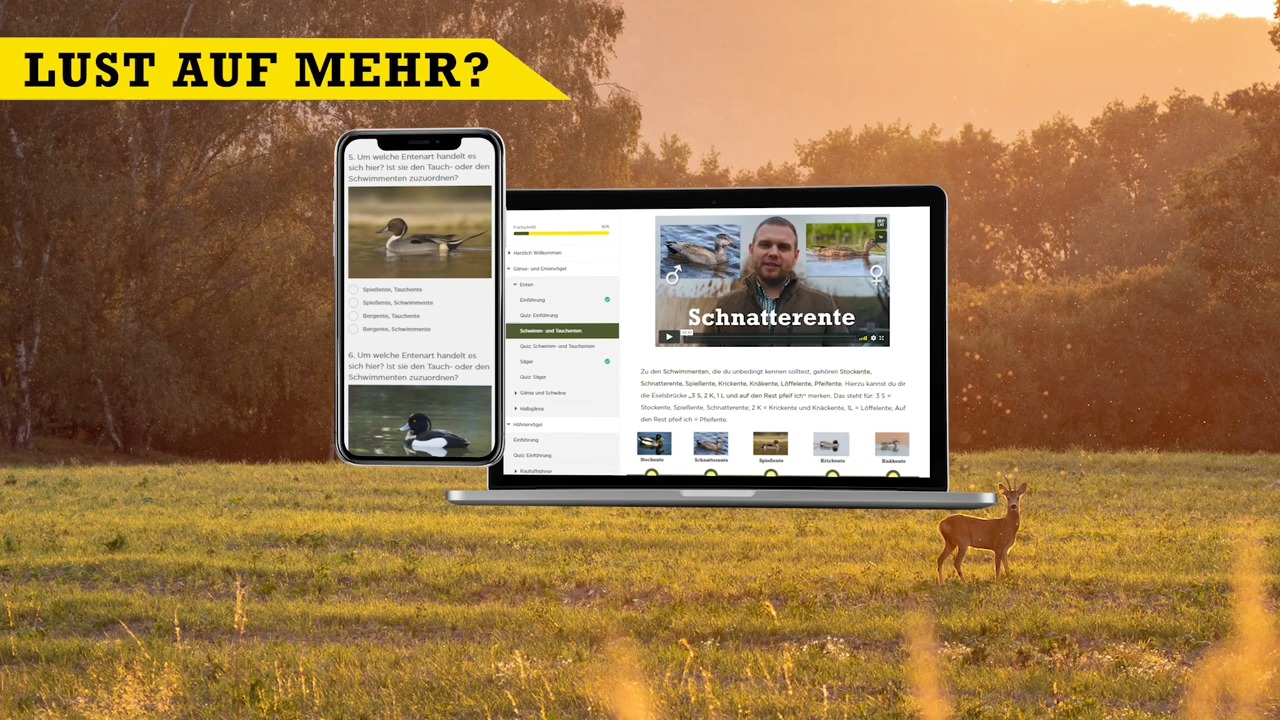 LUST AUF MEHR?
5. Um welche Entenart handelt es
sich hier? Ist sie den Tauch- oder den
Schwimmenten zuzuordnen?
Spießente, Tauchente
Spießente, Schwimmente
Bergente, Tauchente
Bergente, Schwimmente
6. Um welche Entenart handelt es
sich hier? Ist sie den Tauch- oder den
Schwimmenten zuzuordnen?
Fortschritt
Herzlich Willkommen
Gänse- und Entenvögel
Enten
Einführung
Quiz: Einführung
Schwimm- und Tauchenten
Quiz: Schwimm- und Tauchenten
Säger
Quiz: Säger
Gänse und Schwäne
Halbgänse
Hühnervögel
Einführung
Quiz: Einführung
Raufußhühner
♂ ♀
Schnatterente
Zu den Schwimmenten, die du unbedingt kennen solltest, gehören Stockente,
Schnatterente, Spießente, Krickente, Knäkente, Löffelente, Pfeifente. Hierzu kannst du dir
die Eselsbrücke „3 S, 2 K, 1 L und auf den Rest pfeif ich“ merken. Das steht für: 3 S =
Stockente, Spießente, Schnatterente; 2 K = Krickente und Knäckente, 1L = Löffelente; Auf
den Rest pfeif ich = Pfeifente.
Stockente Schnatterente Spießente Krickente Knäkente